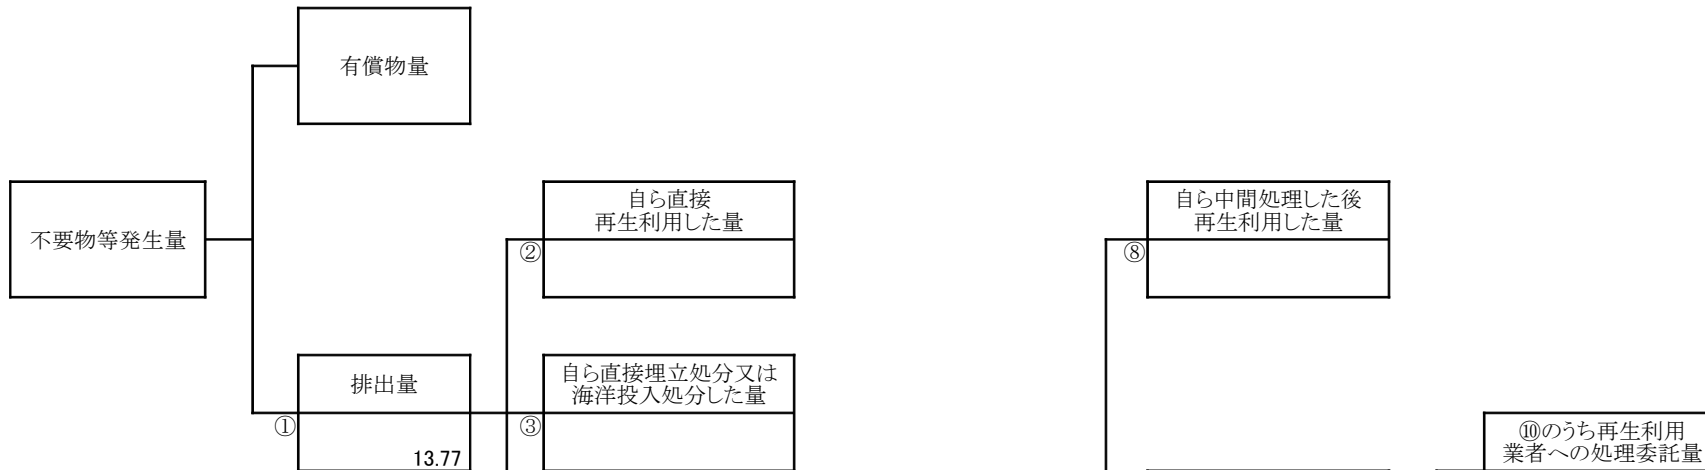 有償物量
不要物等発生量
自ら直接
再生利用した量
②
自ら中間処理した後
再生利用した量
⑧
排出量
①
13.77
自ら直接埋立処分又は
海洋投入処分した量
③
⑩のうち再生利用
業者への処理委託量